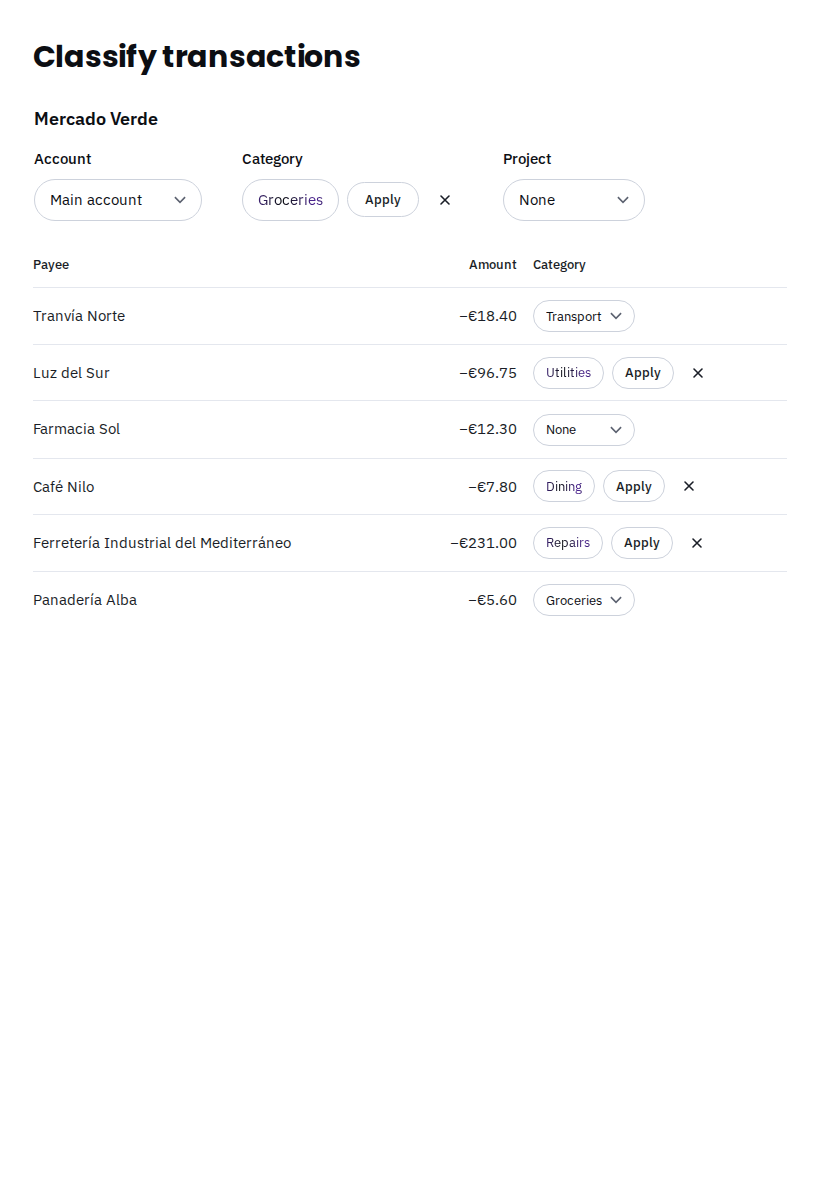 Classify transactions
Mercado Verde
Account Category Project
Main account Groceries Apply None
Payee Amount Category
Tranvía Norte −€18.40 Transport
Luz del Sur −€96.75 Utilities Apply
Farmacia Sol −€12.30 None
Café Nilo −€7.80 Dining Apply
Ferretería Industrial del Mediterráneo −€231.00 Repairs Apply
Panadería Alba −€5.60 Groceries